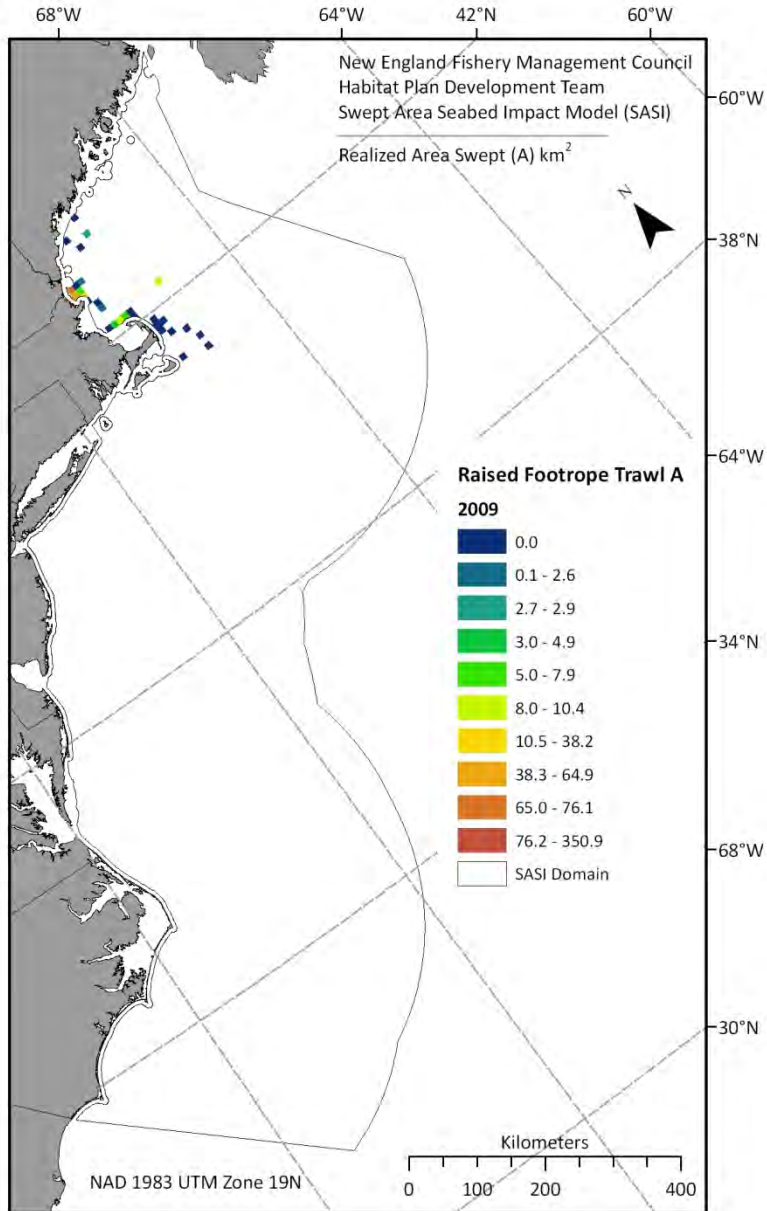 68°W 64°W 42°N 60°W
New England Fishery Management Council
Habitat Plan Development Team
Swept Area Seabed Impact Model (SASI)
Realized Area Swept (A) km²
60°W
N
38°N
64°W
Raised Footrope Trawl A
2009
0.0
0.1 - 2.6
2.7 - 2.9
3.0 - 4.9
5.0 - 7.9
8.0 - 10.4
10.5 - 38.2
38.3 - 64.9
65.0 - 76.1
76.2 - 350.9
SASI Domain
34°N
68°W
30°N
Kilometers
0 100 200 400
NAD 1983 UTM Zone 19N